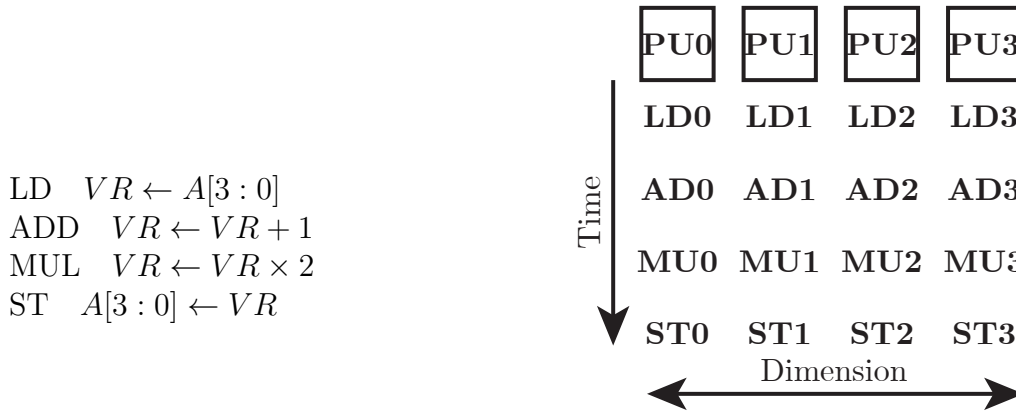 LD VR ← A[3 : 0]
ADD VR ← VR + 1
MUL VR ← VR × 2
ST A[3 : 0] ← VR
PU0 PU1 PU2 PU3
LD0 LD1 LD2 LD3
AD0 AD1 AD2 AD3
MU0 MU1 MU2 MU3
ST0 ST1 ST2 ST3
Time
Dimension